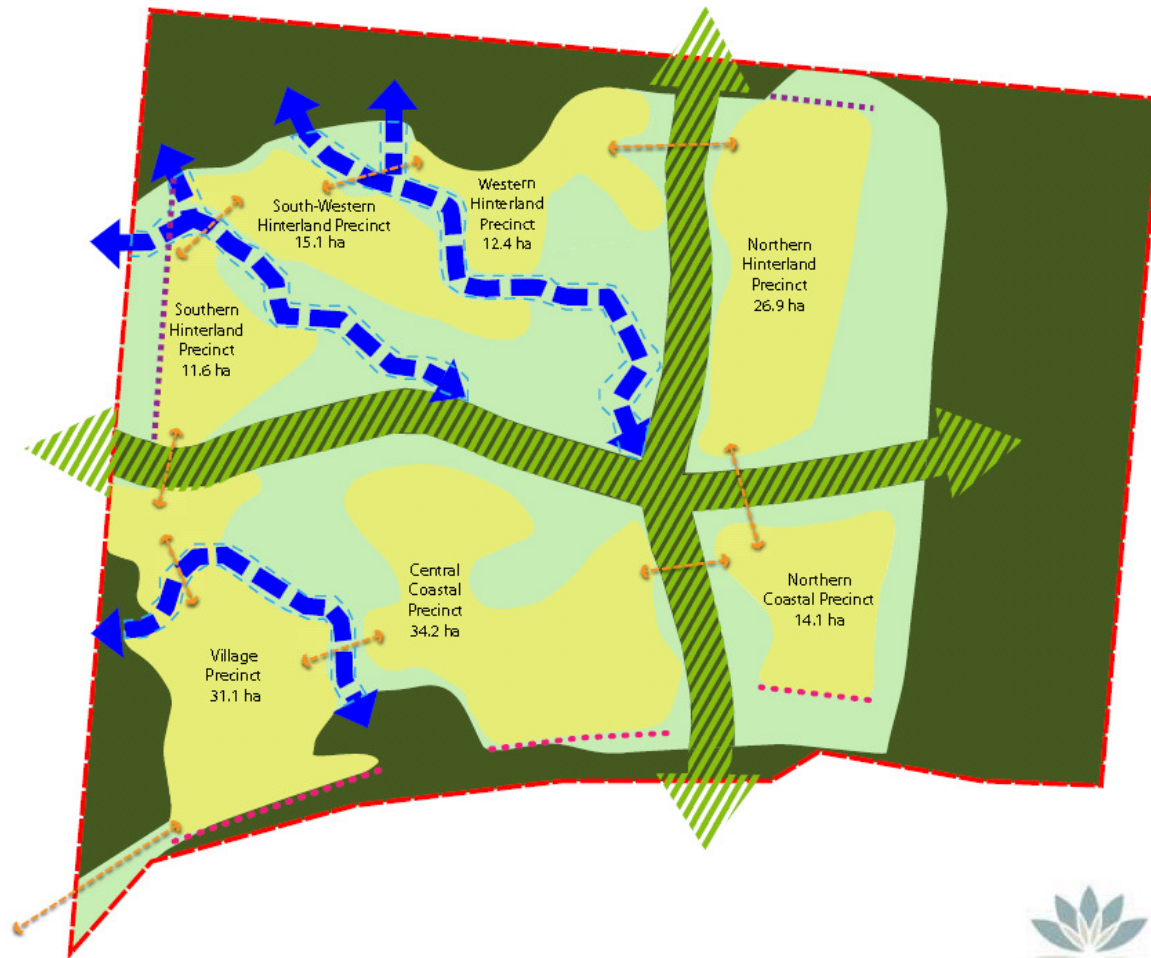 Western
Hinterland
Precinct
12.4 ha
South-Western
Hinterland Precinct
15.1 ha
Northern
Hinterland
Precinct
26.9 ha
Southern
Hinterland
Precinct
11.6 ha
Central
Coastal
Precinct
34.2 ha
Northern
Coastal Precinct
14.1 ha
Village
Precinct
31.1 ha